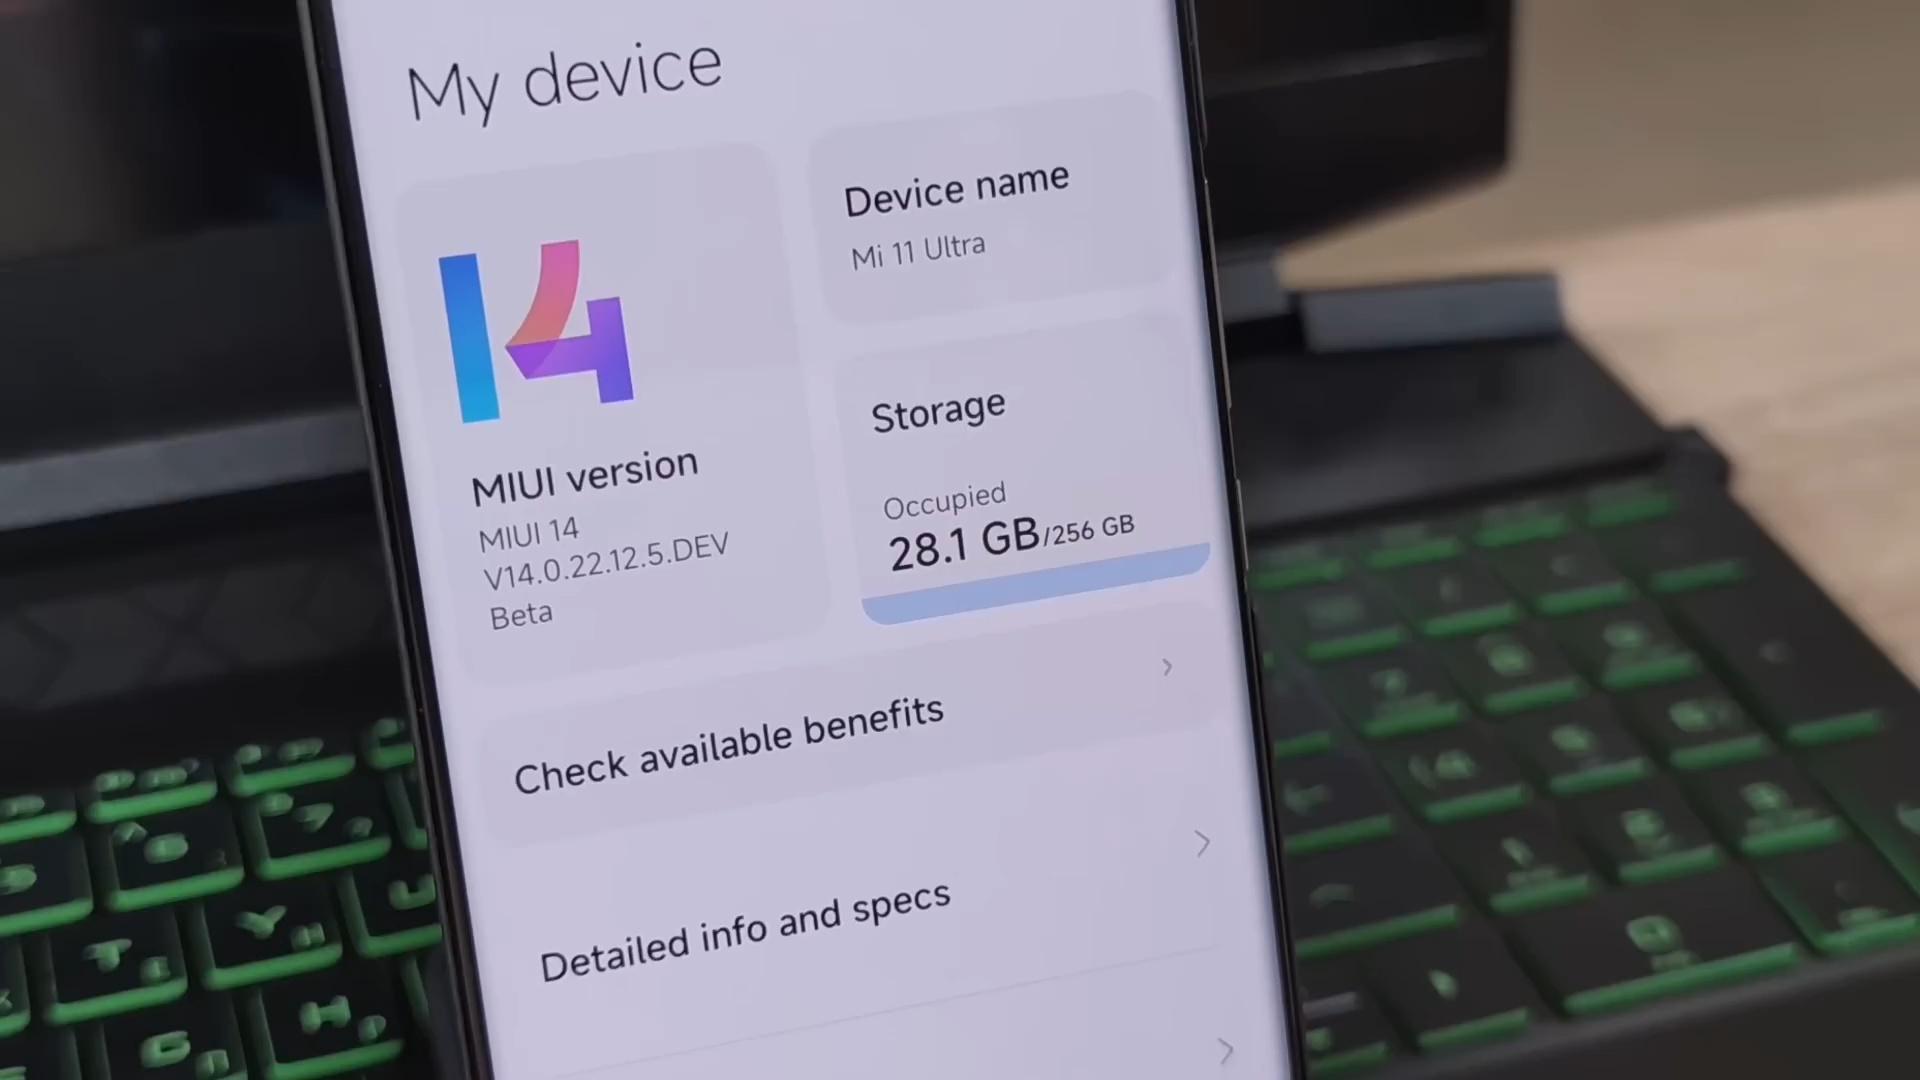 My device
14
MIUI version
MIUI 14
V14.0.22.12.5.DEV
Beta
Device name
Mi 11 Ultra
Storage
Occupied
28.1 GB/256 GB
Check available benefits
Detailed info and specs
Y
T
H